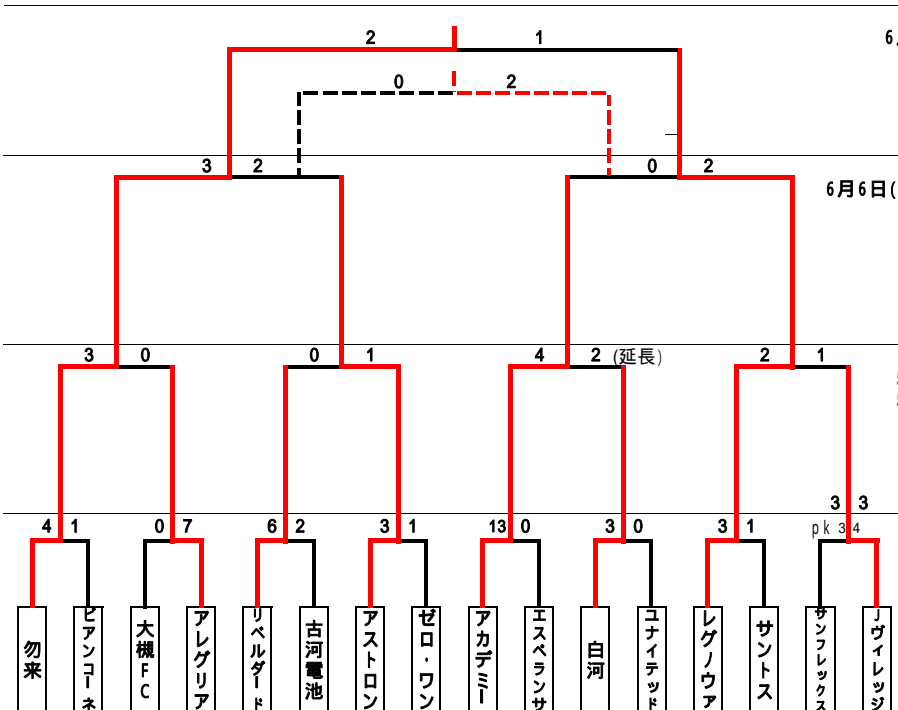 2 1
6
0 2
3 2
0 2
6月6日(
3 0
0 1
4 2 (延長)
2 1
3 3
4 1
0 7
6 2
3 1
13 0
3 0
3 1
pk 3 4
勿来
ビアンコーネ
大槻FC
アレグリア
リベルダード
古河電池
アストロン
ゼロ・ワン
アカデミー
エスペランサ
白河
ユナイテッド
レグノヴァ
サントス
サンフレックス
Jヴィレッジ